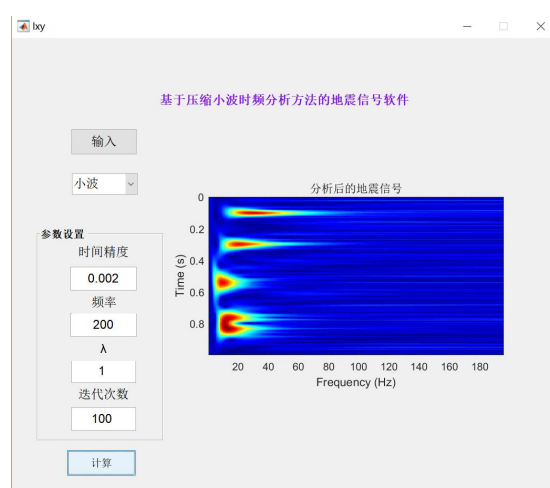 lxy
基于压缩小波时频分析方法的地震信号软件
输入
小波
参数设置
时间精度
0.002
频率
200
λ
1
迭代次数
100
计算
分析后的地震信号
0
0.2
0.4
0.6
0.8
Time (s)
20 40 60 80 100 120 140 160 180
Frequency (Hz)